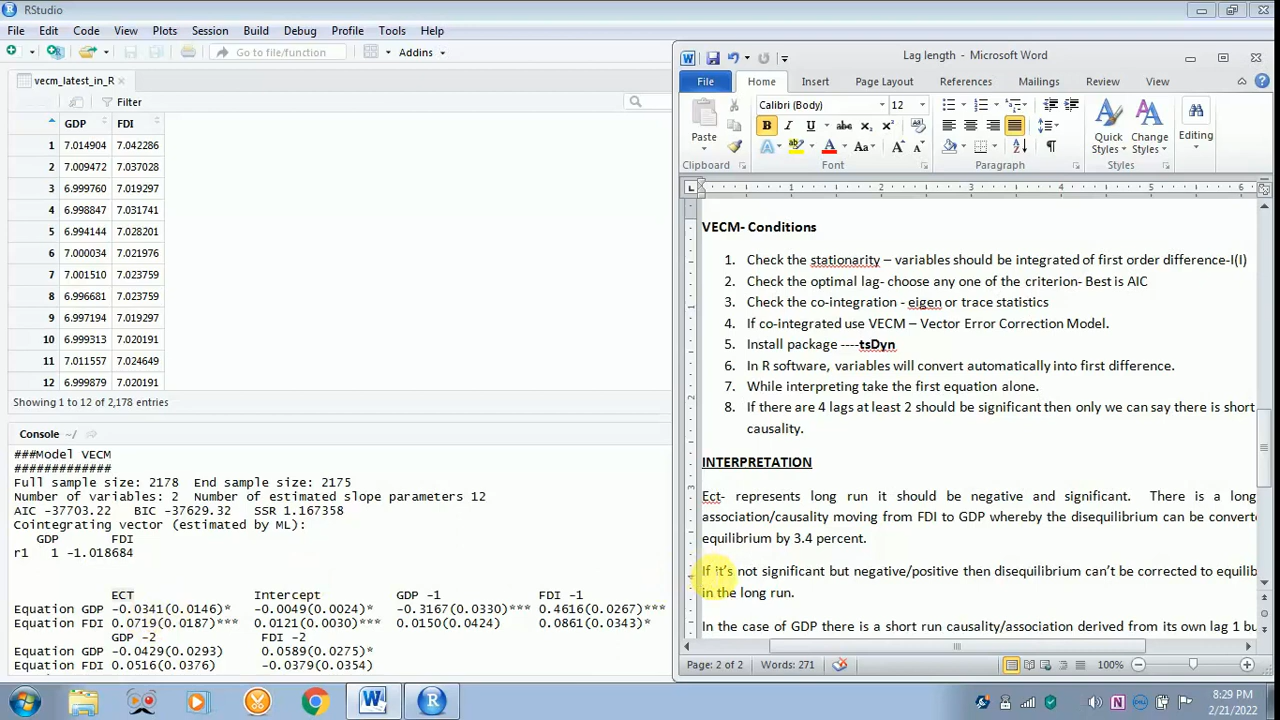 RStudio
File Edit Code View Plots Session Build Debug Profile Tools Help
Go to file/function Addins
vecm_latest_in_R
Filter
GDP FDI
1 7.014904 7.042286
2 7.009472 7.037028
3 6.999760 7.019297
4 6.998847 7.031741
5 6.994144 7.028201
6 7.000034 7.021976
7 7.001510 7.023759
8 6.996681 7.023759
9 6.997194 7.019297
10 6.999313 7.020191
11 7.011557 7.024649
12 6.999879 7.020191
Showing 1 to 12 of 2,178 entries
Console ~/
###Model VECM
#############
Full sample size: 2178 End sample size: 2175
Number of variables: 2 Number of estimated slope parameters 12
AIC -37703.22 BIC -37629.32 SSR 1.167358
Cointegrating vector (estimated by ML):
GDP FDI
r1 1 -1.018684
ECT Intercept GDP -1 FDI -1
Equation GDP -0.0341(0.0146)* -0.0049(0.0024)* -0.3167(0.0330)*** 0.4616(0.0267)***
Equation FDI 0.0719(0.0187)*** 0.0121(0.0030)*** 0.0150(0.0424) 0.0861(0.0343)*
GDP -2 FDI -2
Equation GDP -0.0429(0.0293) 0.0589(0.0275)*
Equation FDI 0.0516(0.0376) -0.0379(0.0354)
Lag length - Microsoft Word
File Home Insert Page Layout References Mailings Review View
Calibri (Body) 12
Paste
Quick Styles
Change Styles
Editing
Clipboard Font Paragraph Styles
1 2 3 4 5 6
VECM- Conditions
1. Check the stationarity – variables should be integrated of first order difference-I(I)
2. Check the optimal lag- choose any one of the criterion- Best is AIC
3. Check the co-integration - eigen or trace statistics
4. If co-integrated use VECM – Vector Error Correction Model.
5. Install package ----tsDyn
6. In R software, variables will convert automatically into first difference.
7. While interpreting take the first equation alone.
8. If there are 4 lags at least 2 should be significant then only we can say there is short
causality.
INTERPRETATION
Ect- represents long run it should be negative and significant. There is a long
association/causality moving from FDI to GDP whereby the disequilibrium can be converte
equilibrium by 3.4 percent.
If it's not significant but negative/positive then disequilibrium can't be corrected to equilib
in the long run.
In the case of GDP there is a short run causality/association derived from its own lag 1 bu
Page: 2 of 2 Words: 271 100%
8:29 PM
2/21/2022